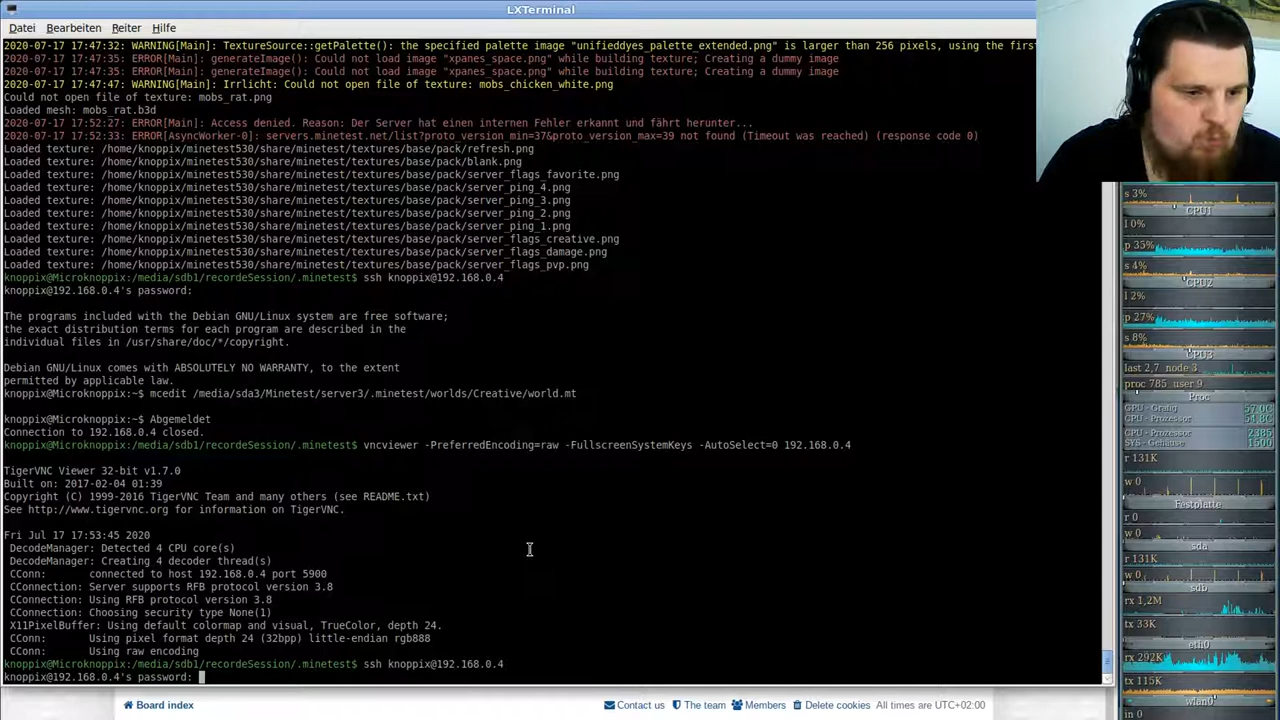 LXTerminal
Datei Bearbeiten Reiter Hilfe
2020-07-17 17:47:32: WARNING[Main]: TextureSource::getPalette(): the specified palette image "unifieddyes_palette_extended.png" is larger than 256 pixels, using the first
2020-07-17 17:47:35: ERROR[Main]: generateImage(): Could not load image "xpanes_space.png" while building texture; Creating a dummy image
2020-07-17 17:47:35: ERROR[Main]: generateImage(): Could not load image "xpanes_space.png" while building texture; Creating a dummy image
2020-07-17 17:47:47: WARNING[Main]: Irrlicht: Could not open file of texture: mobs_chicken_white.png
Could not open file of texture: mobs_rat.png
Loaded mesh: mobs_rat.b3d
2020-07-17 17:52:27: ERROR[Main]: Access denied. Reason: Der Server hat einen internen Fehler erkannt und fährt herunter...
2020-07-17 17:52:33: ERROR[AsyncWorker-0]: servers.minetest.net/list?proto_version_min=37&proto_version_max=39 not found (Timeout was reached) (response code 0)
Loaded texture: /home/knoppix/minetest530/share/minetest/textures/base/pack/refresh.png
Loaded texture: /home/knoppix/minetest530/share/minetest/textures/base/pack/blank.png
Loaded texture: /home/knoppix/minetest530/share/minetest/textures/base/pack/server_flags_favorite.png
Loaded texture: /home/knoppix/minetest530/share/minetest/textures/base/pack/server_ping_4.png
Loaded texture: /home/knoppix/minetest530/share/minetest/textures/base/pack/server_ping_3.png
Loaded texture: /home/knoppix/minetest530/share/minetest/textures/base/pack/server_ping_2.png
Loaded texture: /home/knoppix/minetest530/share/minetest/textures/base/pack/server_ping_1.png
Loaded texture: /home/knoppix/minetest530/share/minetest/textures/base/pack/server_flags_creative.png
Loaded texture: /home/knoppix/minetest530/share/minetest/textures/base/pack/server_flags_damage.png
Loaded texture: /home/knoppix/minetest530/share/minetest/textures/base/pack/server_flags_pvp.png
knoppix@Microknoppix:/media/sdb1/recordeSession/.minetest$ ssh knoppix@192.168.0.4
knoppix@192.168.0.4's password:
The programs included with the Debian GNU/Linux system are free software;
the exact distribution terms for each program are described in the
individual files in /usr/share/doc/*/copyright.
Debian GNU/Linux comes with ABSOLUTELY NO WARRANTY, to the extent
permitted by applicable law.
knoppix@Microknoppix:~$ mcedit /media/sda3/Minetest/server3/.minetest/worlds/Creative/world.mt
knoppix@Microknoppix:~$ Abgemeldet
Connection to 192.168.0.4 closed.
knoppix@Microknoppix:/media/sdb1/recordeSession/.minetest$ vncviewer -PreferredEncoding=raw -FullscreenSystemKeys -AutoSelect=0 192.168.0.4
TigerVNC Viewer 32-bit v1.7.0
Built on: 2017-02-04 01:39
Copyright (C) 1999-2016 TigerVNC Team and many others (see README.txt)
See http://www.tigervnc.org for information on TigerVNC.
Fri Jul 17 17:53:45 2020
DecodeManager: Detected 4 CPU core(s)
DecodeManager: Creating 4 decoder thread(s)
CConn: connected to host 192.168.0.4 port 5900
CConnection: Server supports RFB protocol version 3.8
CConnection: Using RFB protocol version 3.8
CConnection: Choosing security type None(1)
X11PixelBuffer: Using default colormap and visual, TrueColor, depth 24.
CConn: Using pixel format depth 24 (32bpp) little-endian rgb888
CConn: Using raw encoding
knoppix@Microknoppix:/media/sdb1/recordeSession/.minetest$ ssh knoppix@192.168.0.4
knoppix@192.168.0.4's password:
Board index Contact us The team Members Delete cookies All times are UTC+02:00
s 3%
CPU1
l 0%
p 35%
s 4%
CPU2
l 2%
p 27%
s 8%
CPU3
last 2,7 node 3
proc 785 user 9
Proc
GPU - Grafig 57,0C
CPU - Prozessor 54,8C
CPU - Prozessor 2385
SYS - Gehäuse 1500
r 131K
w 0
Festplatte
r 0
w 0
sda
r 131K
w 0
sdb
rx 1,2M
tx 33K
eth0
rx 292K
tx 115K
wlan0
in 0